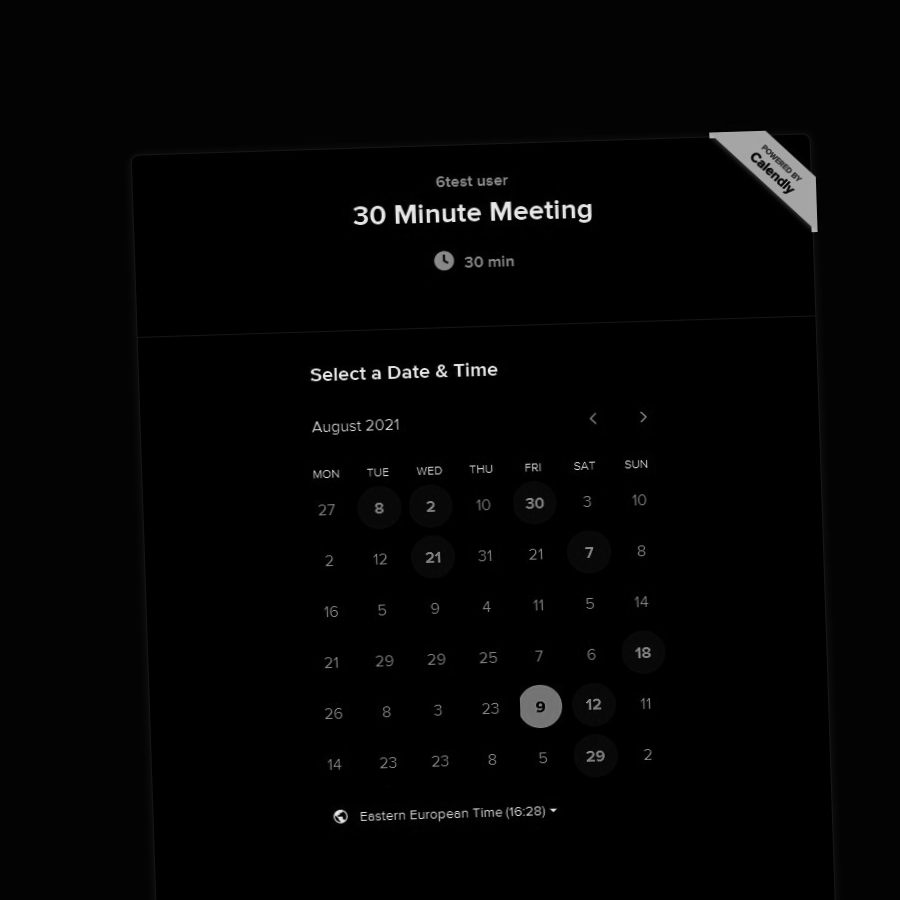 POWERED BY
Calendly
6test user
30 Minute Meeting
30 min
Select a Date & Time
August 2021
MON TUE WED THU FRI SAT SUN
27 8 2 10 30 3 10
2 12 21 31 21 7 8
16 5 9 4 11 5 14
21 29 29 25 7 6 18
26 8 3 23 9 12 11
14 23 23 8 5 29 2
Eastern European Time (16:28)